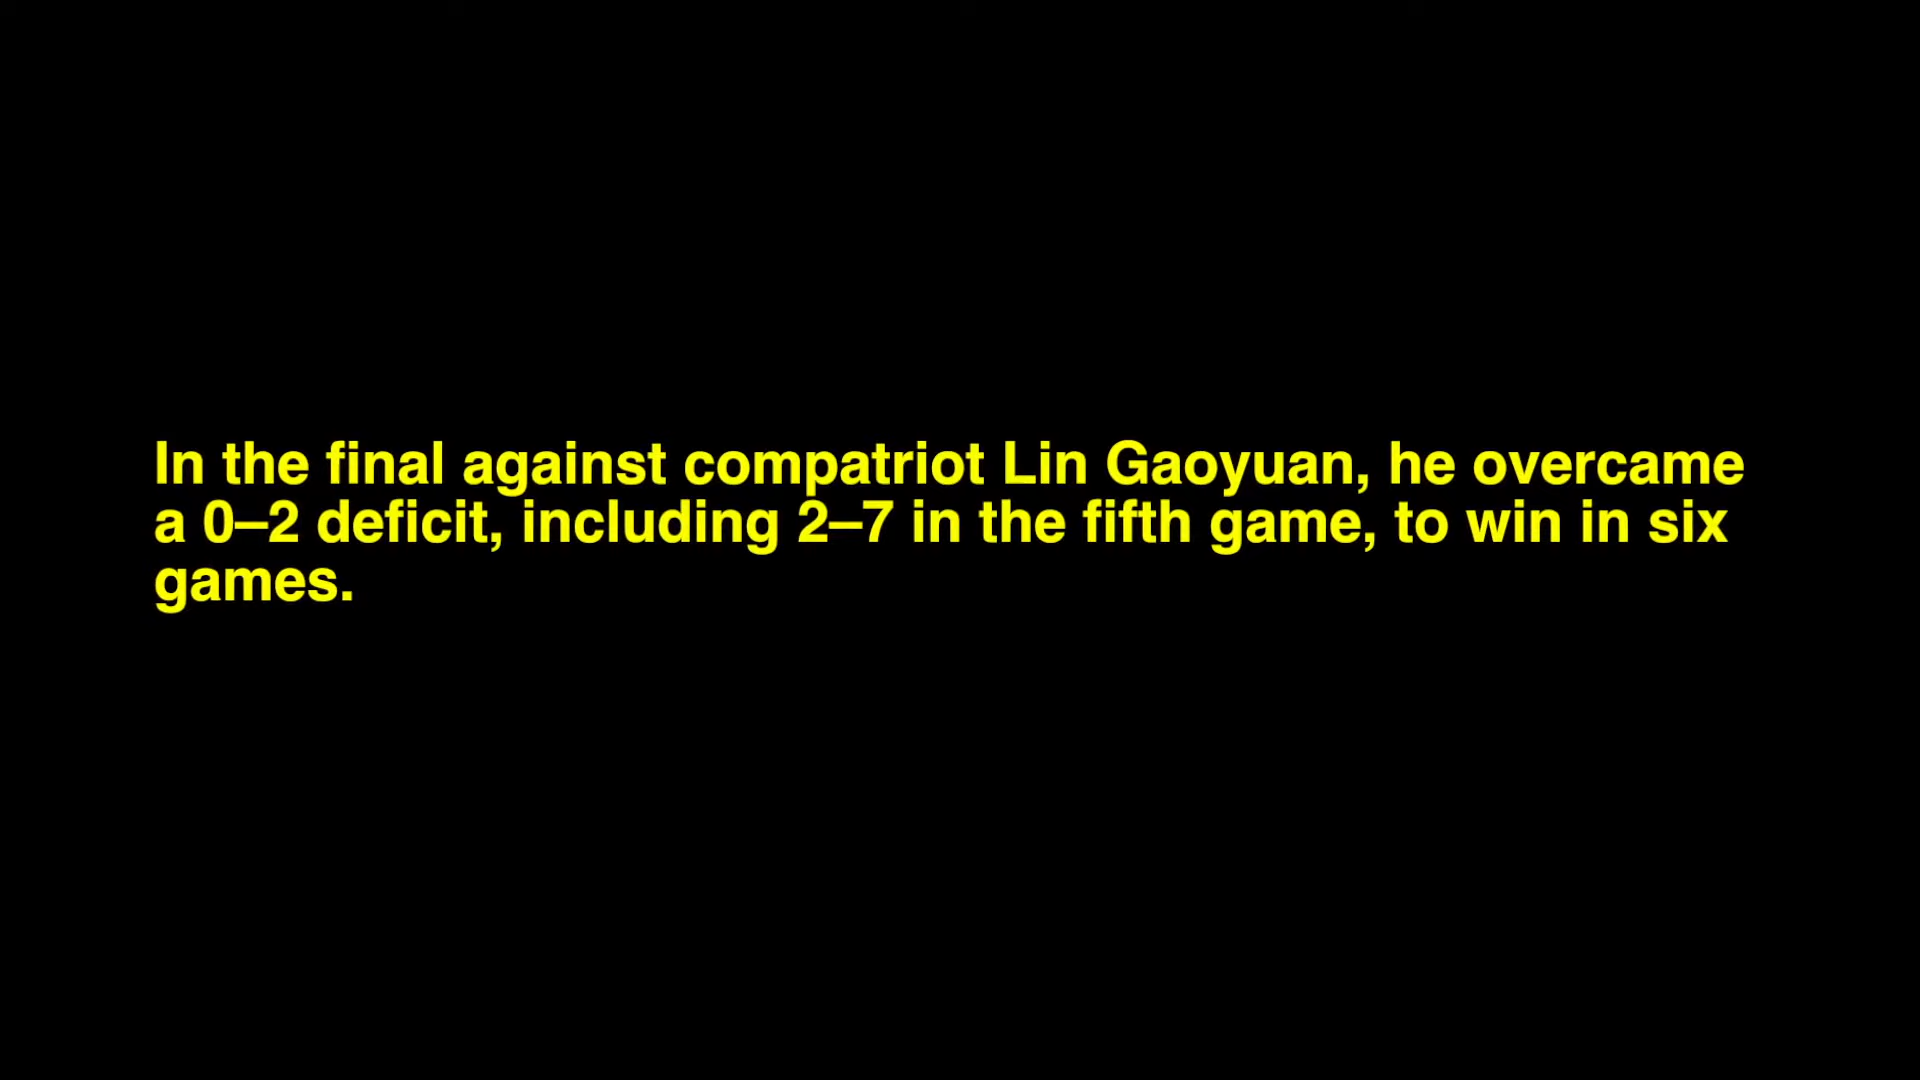 In the final against compatriot Lin Gaoyuan, he overcame
a 0–2 deficit, including 2–7 in the fifth game, to win in six
games.